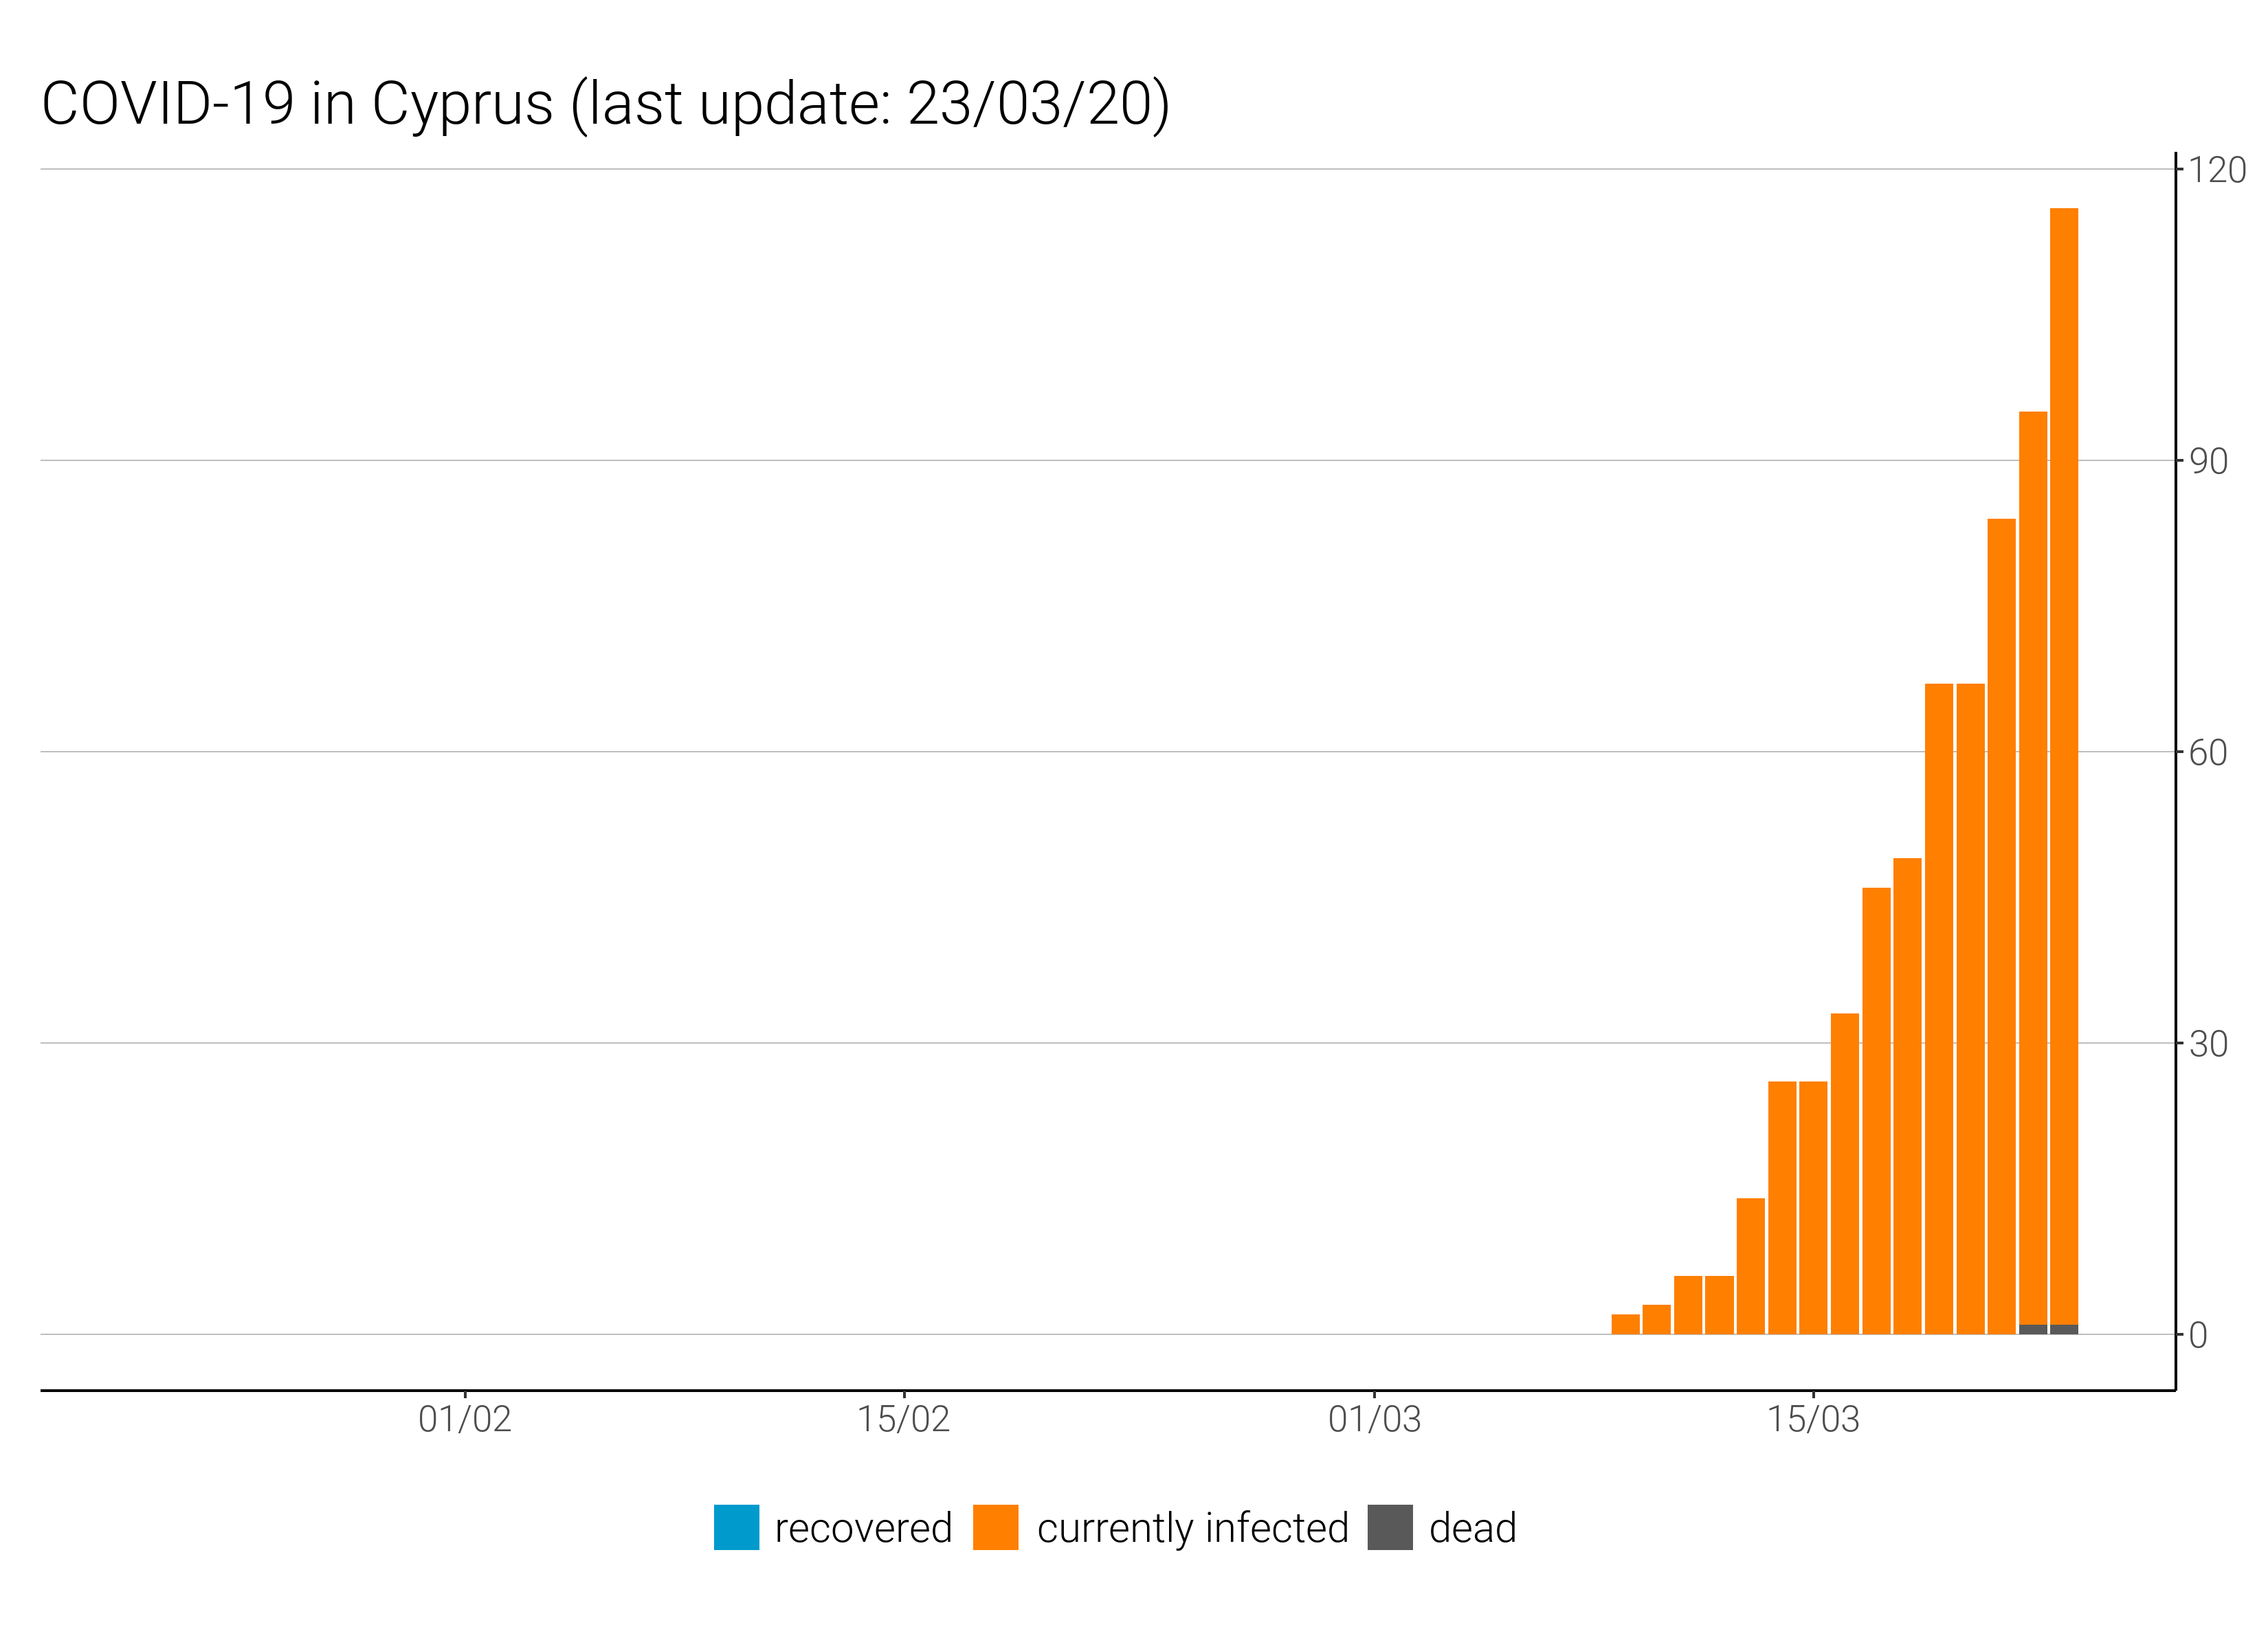 COVID-19 in Cyprus (last update: 23/03/20)
120
90
60
30
0
01/02 15/02 01/03 15/03
recovered currently infected dead